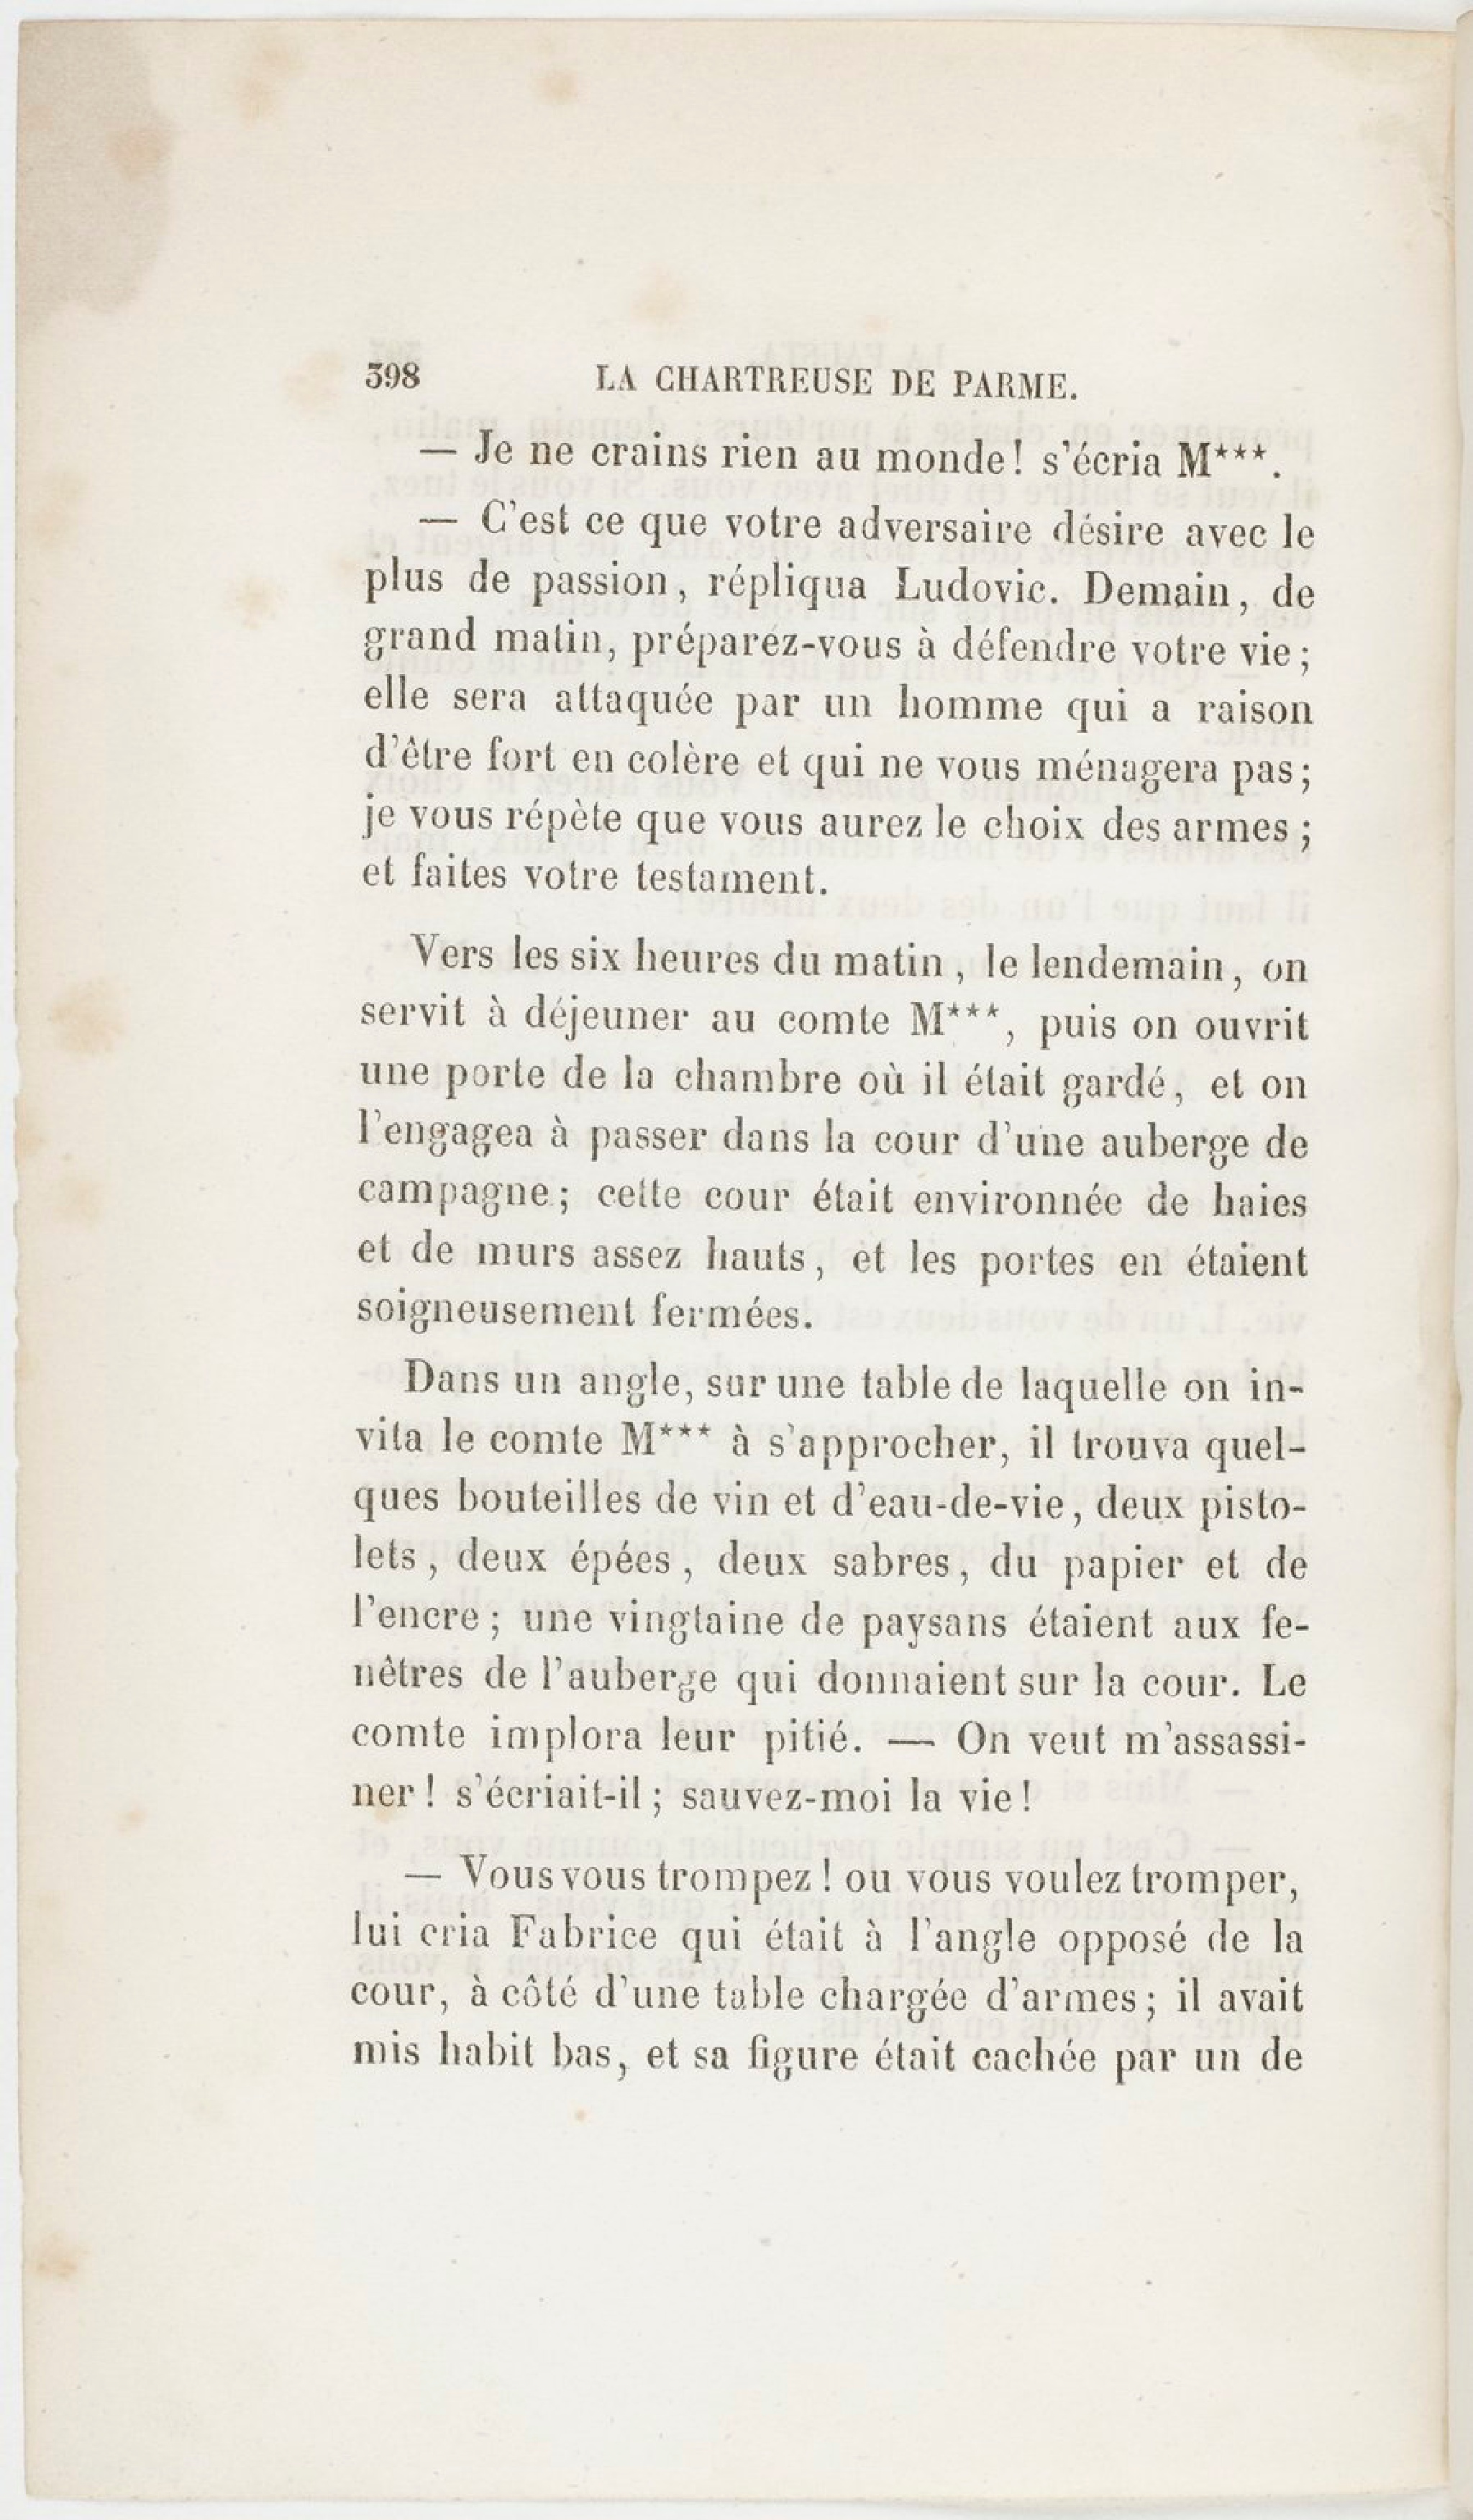 398 LA CHARTREUSE DE PARME.
— Je ne crains rien au monde! s'écria M***.
— C'est ce que votre adversaire désire avec le
plus de passion, répliqua Ludovic. Demain, de
grand matin, préparez-vous à défendre votre vie;
elle sera attaquée par un homme qui a raison
d'être fort en colère et qui ne vous ménagera pas;
je vous répète que vous aurez le choix des armes;
et faites votre testament.
Vers les six heures du matin, le lendemain, on
servit à déjeuner au comte M***, puis on ouvrit
une porte de la chambre où il était gardé, et on
l'engagea à passer dans la cour d'une auberge de
campagne; cette cour était environnée de haies
et de murs assez hauts, et les portes en étaient
soigneusement fermées.
Dans un angle, sur une table de laquelle on in-
vita le comte M*** à s'approcher, il trouva quel-
ques bouteilles de vin et d'eau-de-vie, deux pisto-
lets, deux épées, deux sabres, du papier et de
l'encre; une vingtaine de paysans étaient aux fe-
nêtres de l'auberge qui donnaient sur la cour. Le
comte implora leur pitié. — On veut m'assassi-
ner! s'écriait-il; sauvez-moi la vie!
— Vous vous trompez! ou vous voulez tromper,
lui cria Fabrice qui était à l'angle opposé de la
cour, à côté d'une table chargée d'armes; il avait
mis habit bas, et sa figure était cachée par un de